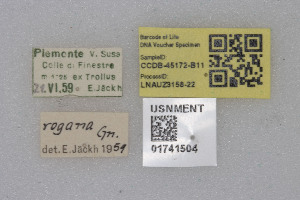 Piemonte V. Susa
Colle di Finestre
ex Trollus
VI.59. E. Jäckh
Barcode of Life
DNA Voucher Specimen
SampleID:
CCDB-45172-B11
ProcessID:
LNAUZ3158-22
rogana
Gn.
det. E. Jäckh 1959
USNMENT
01741504